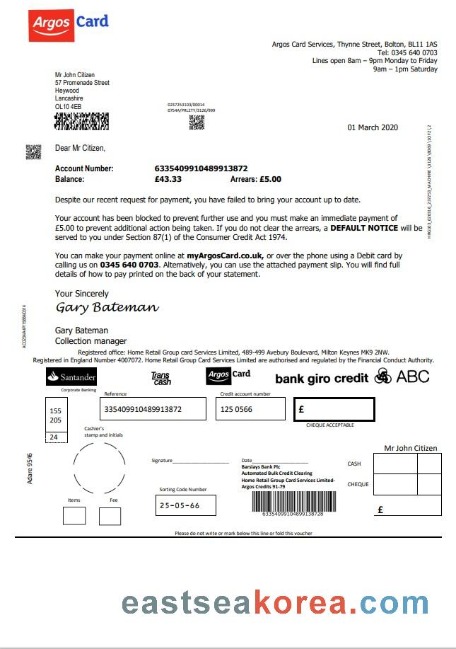 Argos Card
Argos Card Services, Thynne Street, Bolton, BL11 1AS
Tel: 0345 640 0703
Lines open 8am – 9pm Monday to Friday
9am – 1pm Saturday
Mr John Citizen
57 Promenade Street
Heywood
Lancashire
OL10 4EB
01 March 2020
Dear Mr Citizen,
Account Number: 6335409910489913872
Balance: £43.33 Arrears: £5.00
Despite our recent request for payment, you have failed to bring your account up to date.
Your account has been blocked to prevent further use and you must make an immediate payment of
£5.00 to prevent additional action being taken. If you do not clear the arrears, a DEFAULT NOTICE will be
served to you under Section 87(1) of the Consumer Credit Act 1974.
You can make your payment online at myArgosCard.co.uk, or over the phone using a Debit card by
calling us on 0345 640 0703. Alternatively, you can use the attached payment slip. You will find full
details of how to pay printed on the back of your statement.
Your Sincerely
Gary Bateman
Gary Bateman
Collection manager
Registered office: Home Retail Group card Services Limited, 489-499 Avebury Boulevard, Milton Keynes MK9 2NW.
Registered in England Number 4007072. Home Retail Group Card Services Limited are authorised and regulated by the Financial Conduct Authority.
Santander
Corporate Banking
Trans cash
Argos Card
bank giro credit
ABC
Reference
Credit account number
155
205
24
335409910489913872
125 0566
£
CHEQUE ACCEPTABLE
Cashier's
stamp and initials
Mr John Citizen
Signature
Date
Barclays Bank Plc
Automated Bulk Credit Clearing
Home Retail Group Card Services Limited-
Argos Credits 91-79
CASH
CHEQUE
£
Items
Fee
Sorting Code Number
25-05-66
Please do not write or mark below this line or fold this voucher
eastseakorea.com